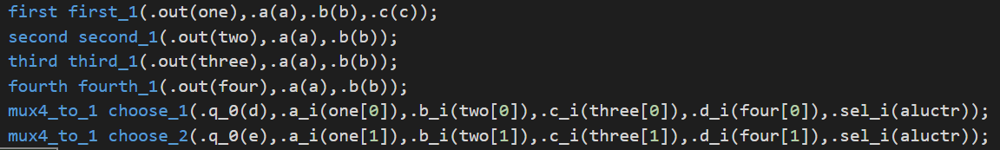 first first_1(.out(one),.a(a),.b(b),.c(c));
second second_1(.out(two),.a(a),.b(b));
third third_1(.out(three),.a(a),.b(b));
fourth fourth_1(.out(four),.a(a),.b(b));
mux4_to_1 choose_1(.q_0(d),.a_i(one[0]),.b_i(two[0]),.c_i(three[0]),.d_i(four[0]),.sel_i(aluctr));
mux4_to_1 choose_2(.q_0(e),.a_i(one[1]),.b_i(two[1]),.c_i(three[1]),.d_i(four[1]),.sel_i(aluctr));